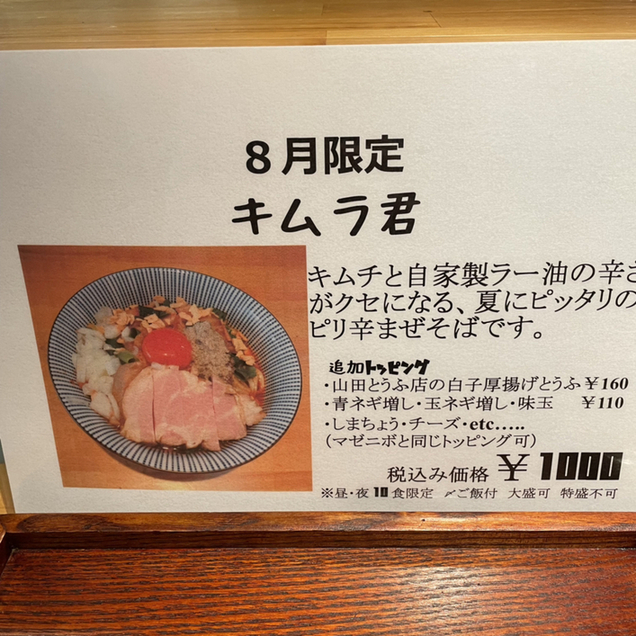 8月限定
キムラ君
キムチと自家製ラー油の辛さ
がクセになる、夏にピッタリの
ピリ辛まぜそばです。
追加トッピング
・山田とうふ店の白子厚揚げとうふ ¥160
・青ネギ増し・玉ネギ増し・味玉 ¥110
・しまちょう・チーズ・etc.....
(マゼニボと同じトッピング可)
税込み価格 ¥1000
※昼・夜10食限定 〆ご飯付 大盛可 特盛不可